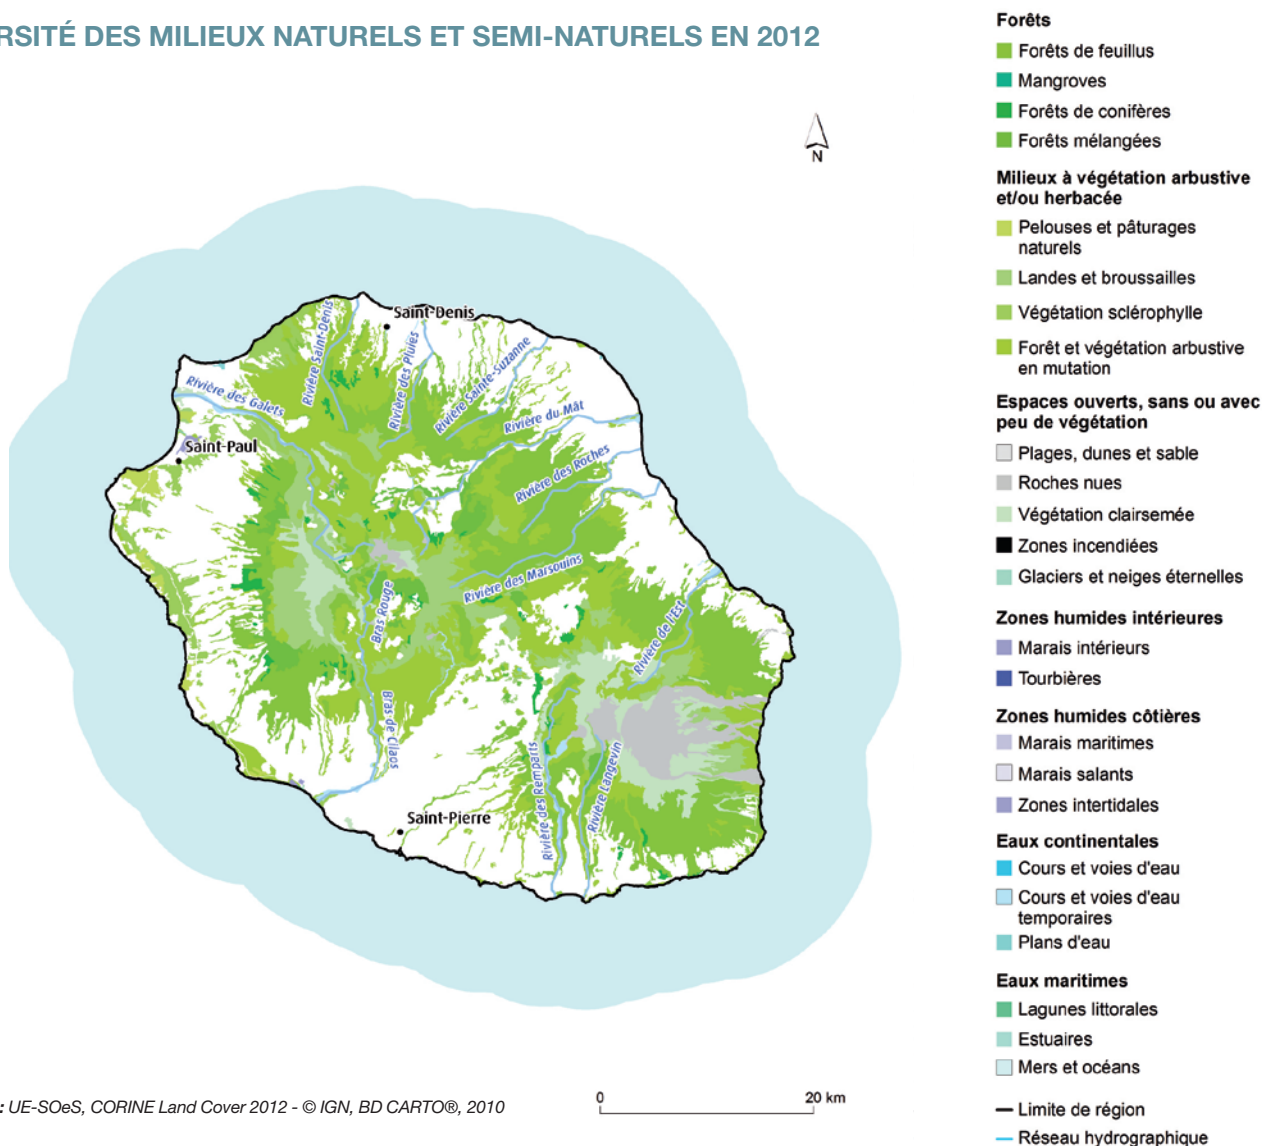 RSITÉ DES MILIEUX NATURELS ET SEMI-NATURELS EN 2012
N
Saint-Denis
Rivière Saint-Denis
Rivière des Pluies
Rivière Sainte-Suzanne
Rivière des Galets
Rivière du Mât
Saint-Paul
Rivière des Roches
Rivière des Marsouins
Bras Rouge
Rivière de l'Est
Bras de Cilaos
Rivière des Remparts
Rivière Langevin
Saint-Pierre
Forêts
Forêts de feuillus
Mangroves
Forêts de conifères
Forêts mélangées
Milieux à végétation arbustive
et/ou herbacée
Pelouses et pâturages
naturels
Landes et broussailles
Végétation sclérophylle
Forêt et végétation arbustive
en mutation
Espaces ouverts, sans ou avec
peu de végétation
Plages, dunes et sable
Roches nues
Végétation clairsemée
Zones incendiées
Glaciers et neiges éternelles
Zones humides intérieures
Marais intérieurs
Tourbières
Zones humides côtières
Marais maritimes
Marais salants
Zones intertidales
Eaux continentales
Cours et voies d'eau
Cours et voies d'eau
temporaires
Plans d'eau
Eaux maritimes
Lagunes littorales
Estuaires
Mers et océans
Limite de région
Réseau hydrographique
: UE-SOeS, CORINE Land Cover 2012 - © IGN, BD CARTO®, 2010
0 20 km